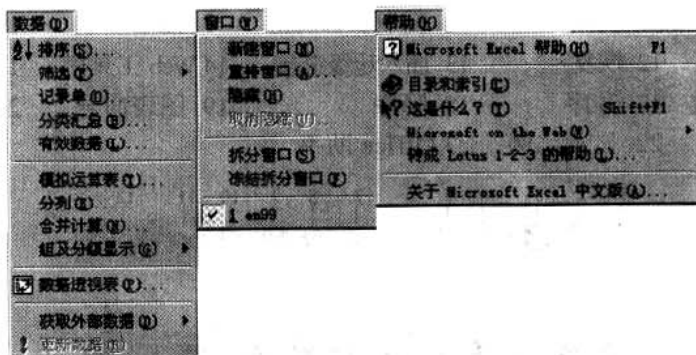 数据(D)
排序(S)...
筛选(F)
记录单(O)...
分类汇总(B)...
有效数据(L)...
模拟运算表(T)...
分列(E)
合并计算(N)...
组及分级显示(G)
数据透视表(P)...
获取外部数据(D)
更新数据(R)
窗口(W)
新建窗口(N)
重排窗口(A)...
隐藏(H)
取消隐藏(U)...
拆分窗口(S)
冻结拆分窗口(F)
1 en99
帮助(H)
Microsoft Excel 帮助(H) F1
目录和索引(C)
这是什么？(T) Shift+F1
Microsoft on the Web(W)
转成 Lotus 1-2-3 的帮助(L)...
关于 Microsoft Excel 中文版(A)...